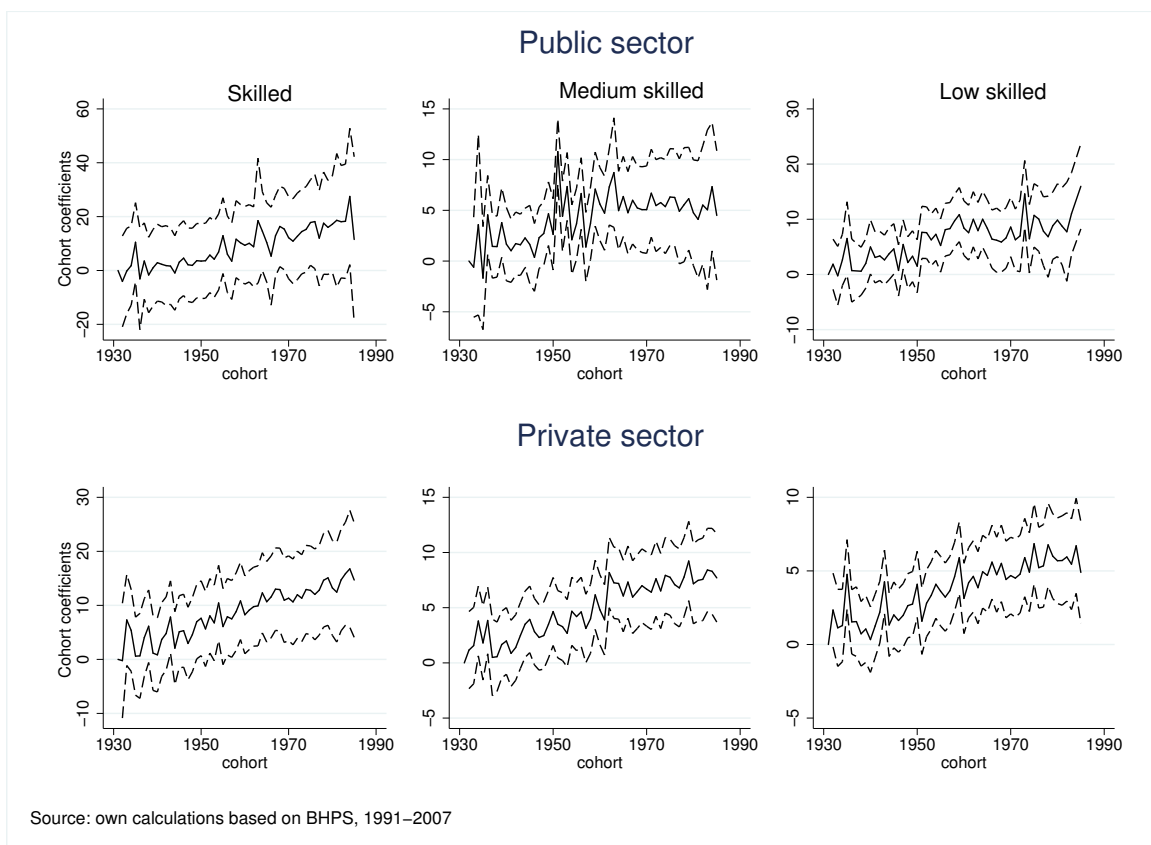 Public sector
Skilled
Medium skilled
Low skilled
Cohort coefficients
60
40
20
0
−20
1930 1950 1970 1990
cohort
15
10
5
0
−5
1930 1950 1970 1990
cohort
30
20
10
0
−10
1930 1950 1970 1990
cohort
Private sector
Cohort coefficients
30
20
10
0
−10
1930 1950 1970 1990
cohort
15
10
5
0
−5
1930 1950 1970 1990
cohort
10
5
0
−5
1930 1950 1970 1990
cohort
Source: own calculations based on BHPS, 1991−2007